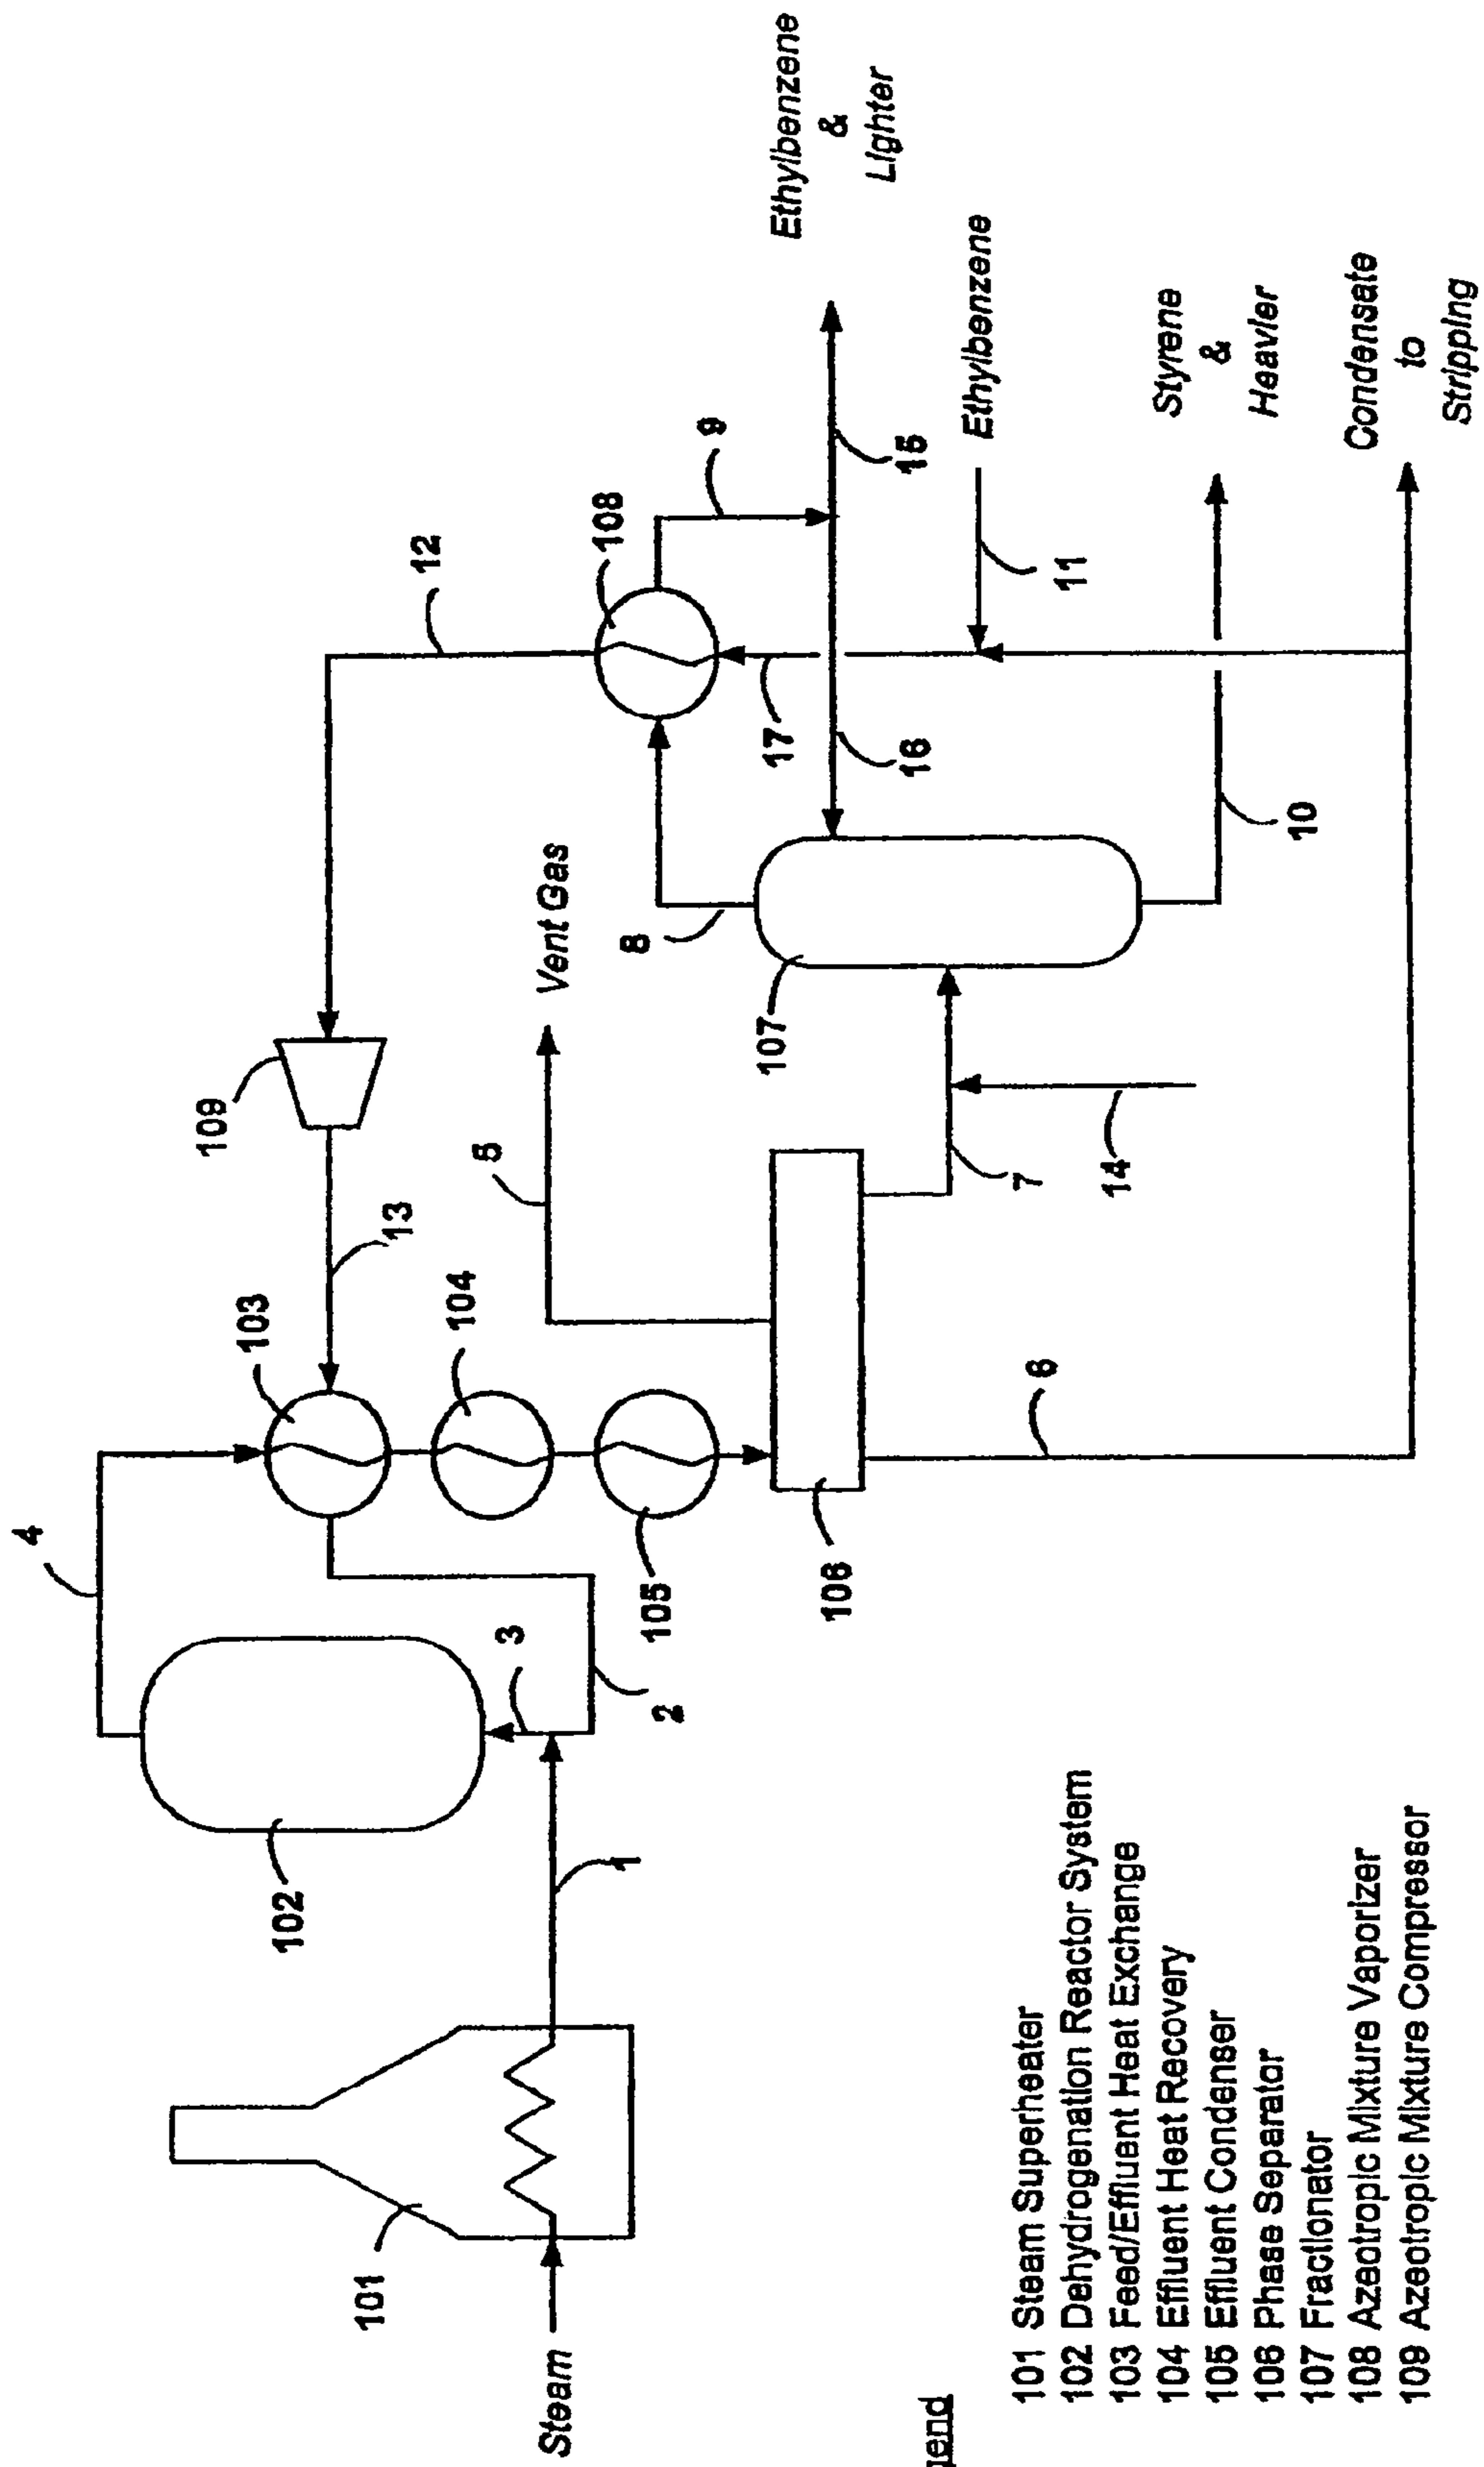 4
12
9
108
Ethylbenzene
&
Lighter
15
Ethylbenzene
11
17
16
Styrene
&
Heavier
Condensate
to
Stripping
10
8
Vent Gas
107
109
5
13
7
14
103
104
105
106
6
3
2
102
1
101
Steam
gend
101 Steam Superheater
102 Dehydrogenation Reactor System
103 Feed/Effluent Heat Exchange
104 Effluent Heat Recovery
105 Effluent Condenser
106 Phase Separator
107 Fractionator
108 Azeotropic Mixture Vaporizer
109 Azeotropic Mixture Compressor